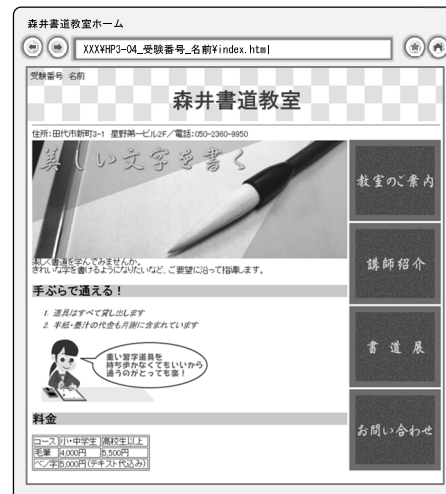 森井書道教室ホーム
XXX¥HP3-04_受験番号_名前¥index.html
受験番号 名前
森井書道教室
住所:田代市新町3-1 星野第一ビル2F／電話:050-2360-9950
美しい文字を書く
教室のご案内
講師紹介
書道展
お問い合わせ
楽しく書道を学んでみませんか。
きれいな字を書けるようになりたいなど、ご要望に沿って指導します。
手ぶらで通える！
1. 道具はすべて貸し出します
2. 半紙・墨汁の代金も月謝に含まれています
重い習字道具を
持ち歩かなくてもいいから
通うのがとっても楽！
料金
コース 小・中学生 高校生以上
毛筆 4,000円 5,500円
ペン字 5,000円(テキスト代込み)